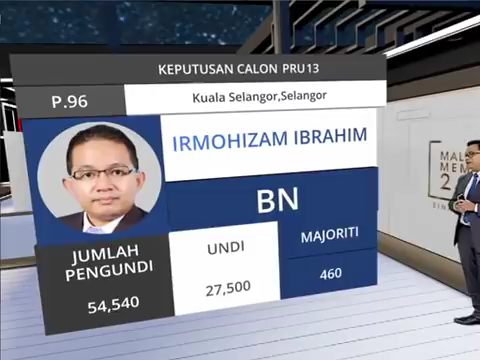 KEPUTUSAN CALON PRU13
P.96
Kuala Selangor,Selangor
IRMOHIZAM IBRAHIM
BN
JUMLAH
PENGUNDI
54,540
UNDI
27,500
MAJORITI
460